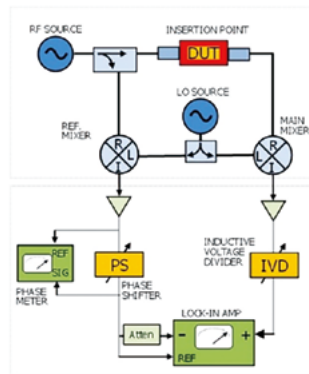 RF SOURCE
INSERTION POINT
DUT
LO SOURCE
REF. MIXER
MAIN MIXER
R
L
I
R
L
I
REF
SIG
PHASE METER
PS
PHASE SHIFTER
INDUCTIVE VOLTAGE DIVIDER
IVD
LOCK-IN AMP
Atten
-
+
REF